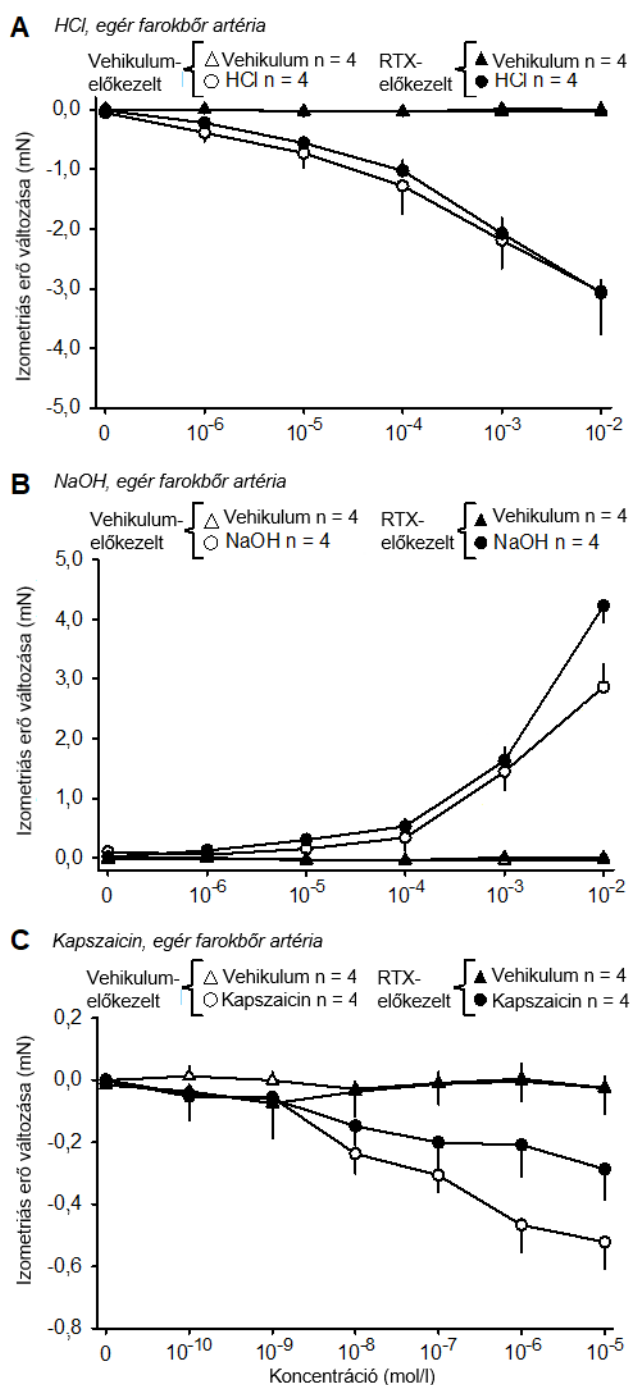 A HCl, egér farokbőr artéria
Vehikulum-előkezelt { △ Vehikulum n = 4
○ HCl n = 4
RTX-előkezelt { ▲ Vehikulum n = 4
● HCl n = 4
Izometriás erő változása (mN)
0,0
-1,0
-2,0
-3,0
-4,0
-5,0
0 10⁻⁶ 10⁻⁵ 10⁻⁴ 10⁻³ 10⁻²
B NaOH, egér farokbőr artéria
Vehikulum-előkezelt { △ Vehikulum n = 4
○ NaOH n = 4
RTX-előkezelt { ▲ Vehikulum n = 4
● NaOH n = 4
Izometriás erő változása (mN)
5,0
4,0
3,0
2,0
1,0
0,0
0 10⁻⁶ 10⁻⁵ 10⁻⁴ 10⁻³ 10⁻²
C Kapszaicin, egér farokbőr artéria
Vehikulum-előkezelt { △ Vehikulum n = 4
○ Kapszaicin n = 4
RTX-előkezelt { ▲ Vehikulum n = 4
● Kapszaicin n = 4
Izometriás erő változása (mN)
0,2
0,0
-0,2
-0,4
-0,6
-0,8
0 10⁻¹⁰ 10⁻⁹ 10⁻⁸ 10⁻⁷ 10⁻⁶ 10⁻⁵
Koncentráció (mol/l)